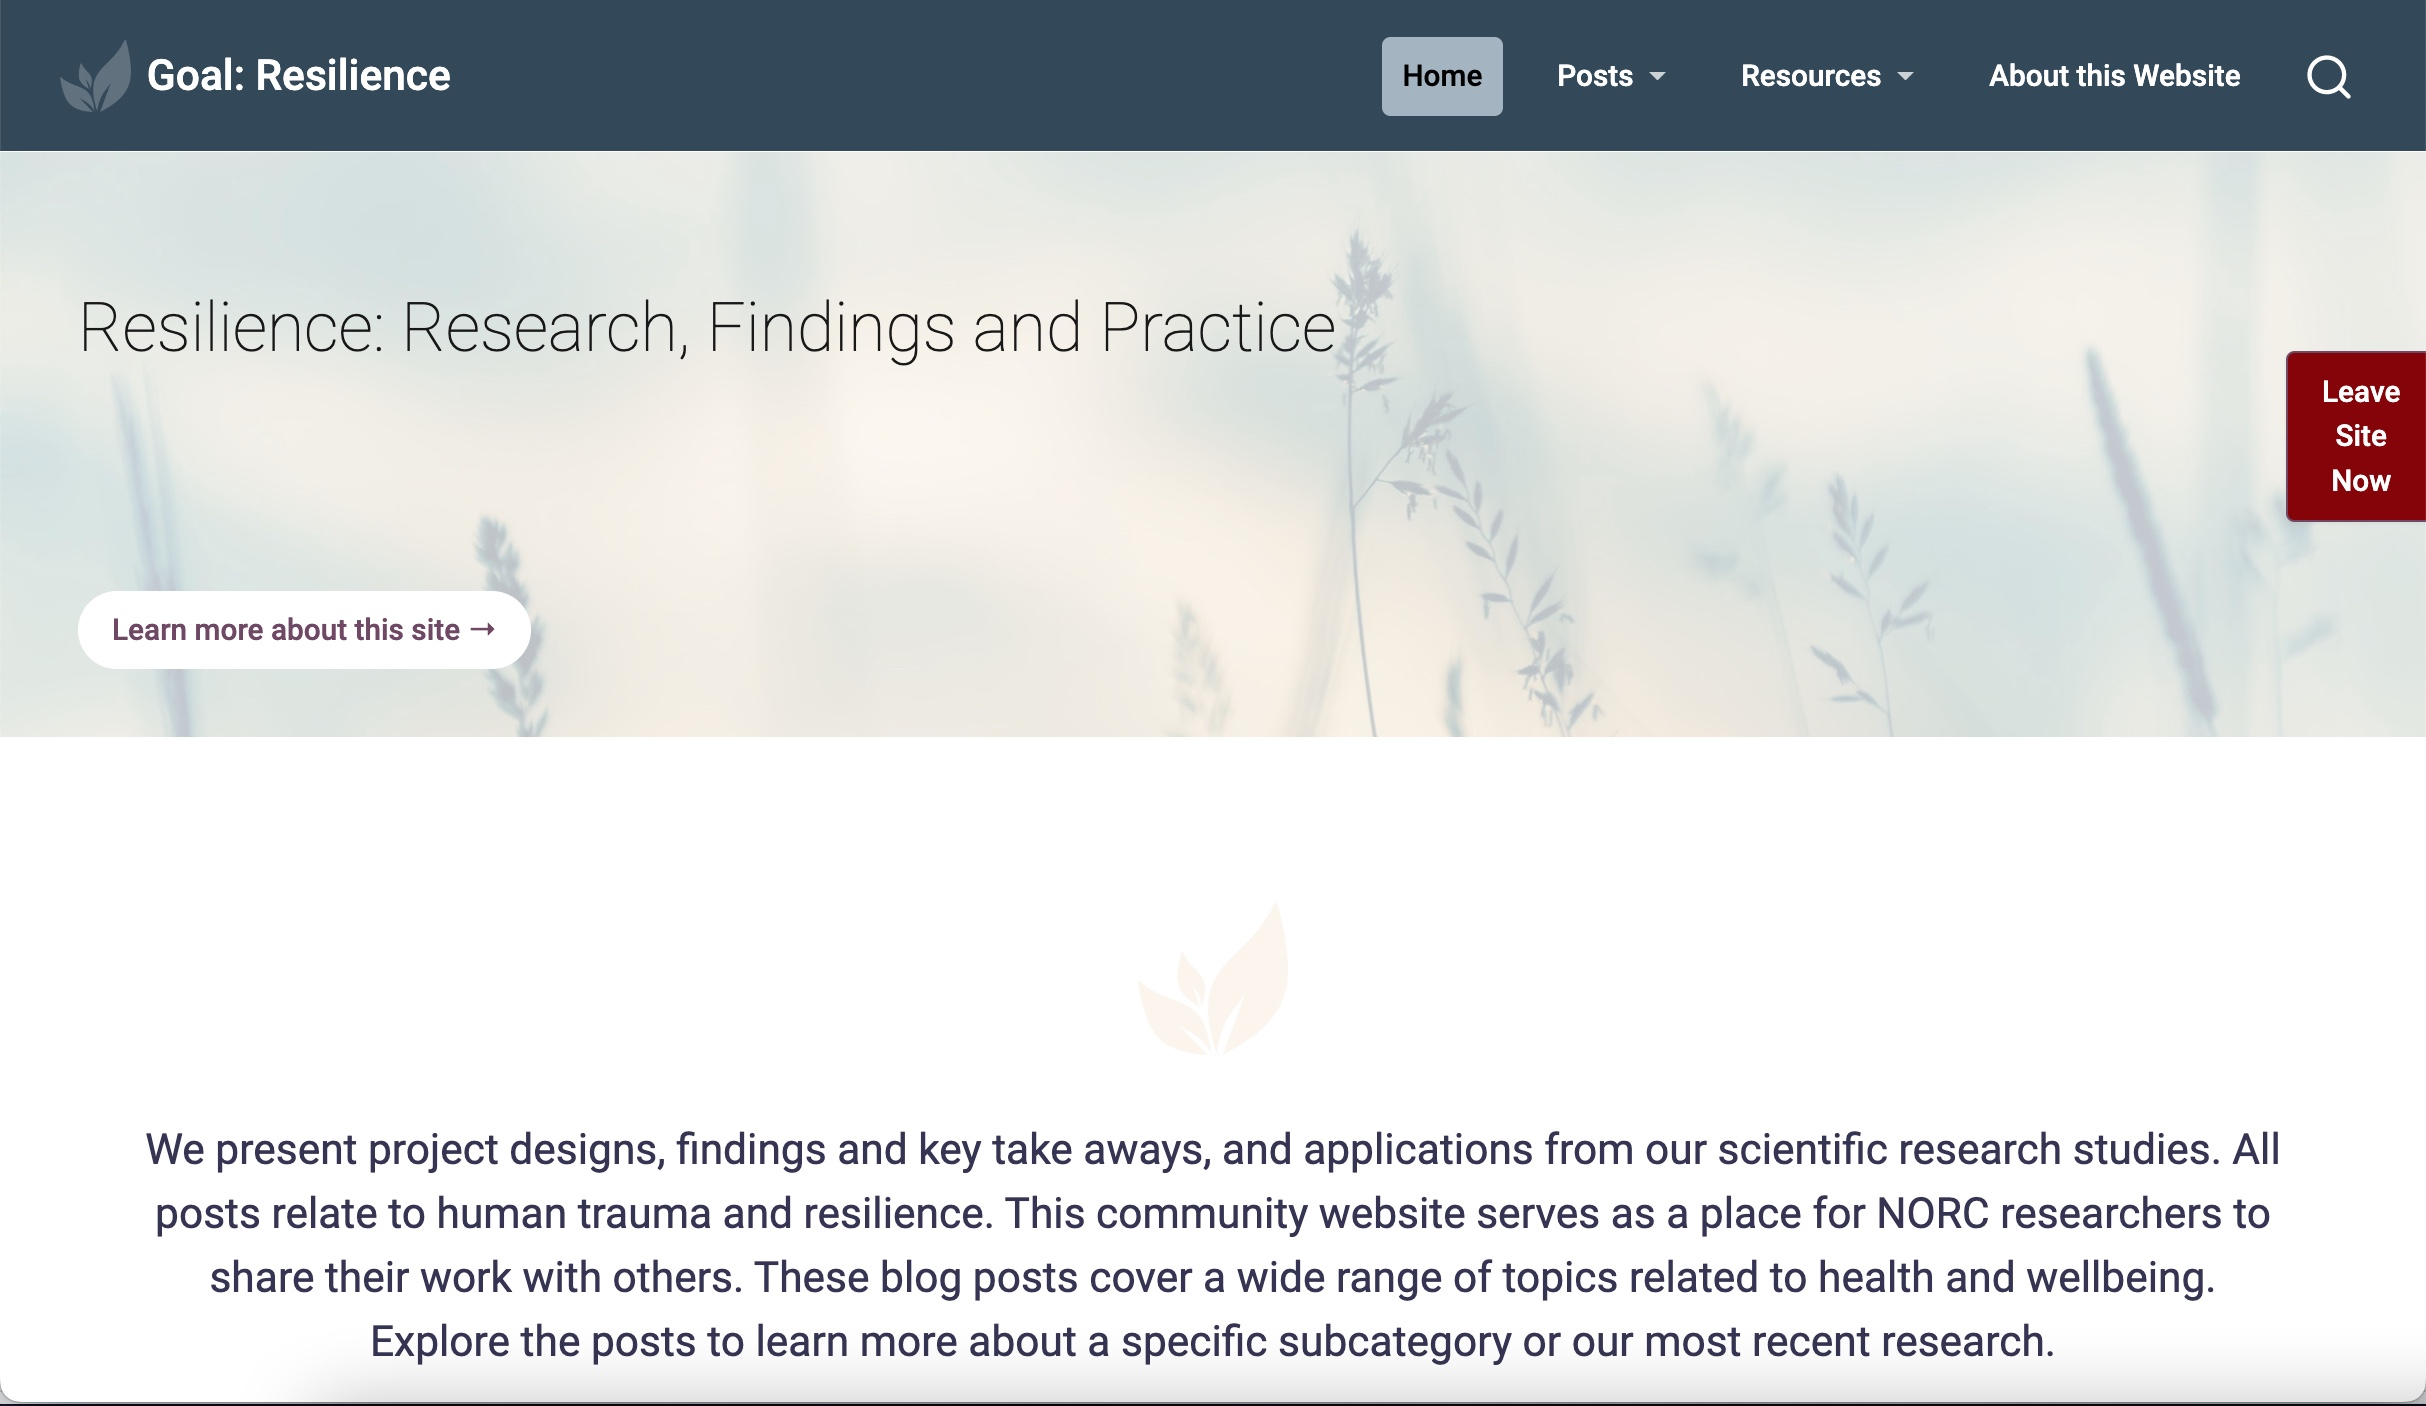 Goal: Resilience
Home
Posts
Resources
About this Website
Resilience: Research, Findings and Practice
Leave
Site
Now
Learn more about this site →
We present project designs, findings and key take aways, and applications from our scientific research studies. All
posts relate to human trauma and resilience. This community website serves as a place for NORC researchers to
share their work with others. These blog posts cover a wide range of topics related to health and wellbeing.
Explore the posts to learn more about a specific subcategory or our most recent research.